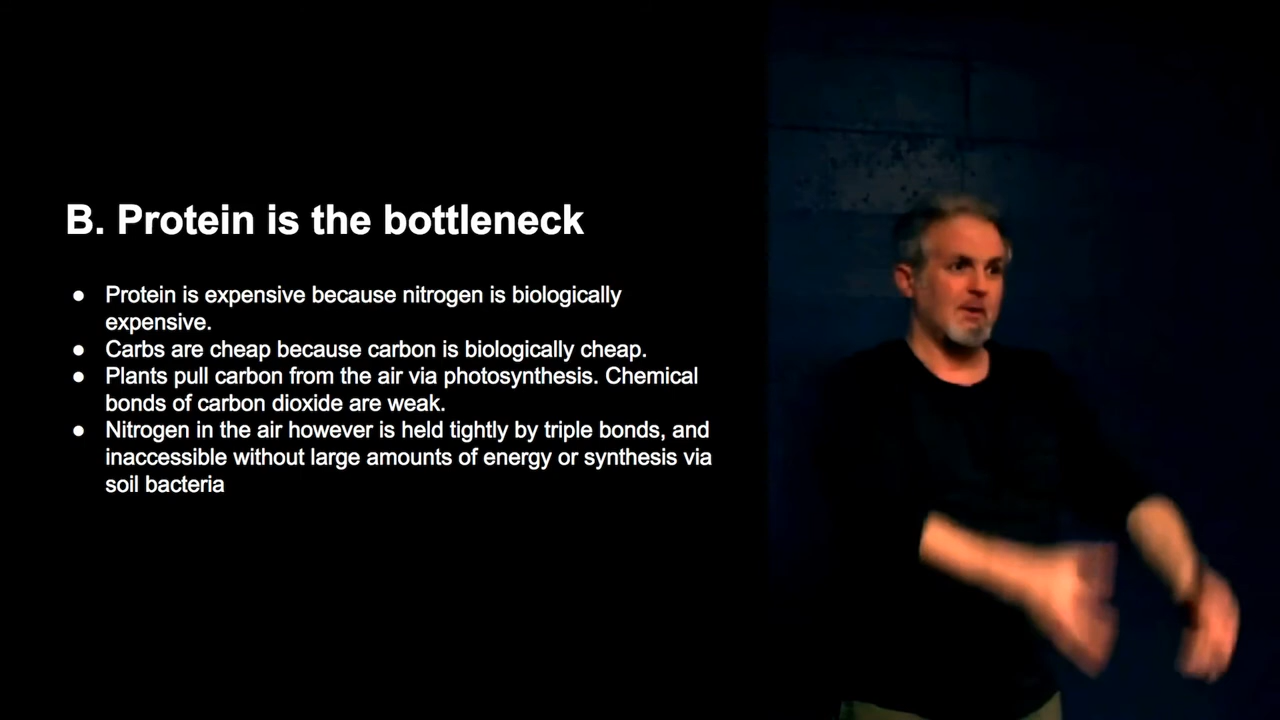 B. Protein is the bottleneck
● Protein is expensive because nitrogen is biologically
expensive.
● Carbs are cheap because carbon is biologically cheap.
● Plants pull carbon from the air via photosynthesis. Chemical
bonds of carbon dioxide are weak.
● Nitrogen in the air however is held tightly by triple bonds, and
inaccessible without large amounts of energy or synthesis via
soil bacteria